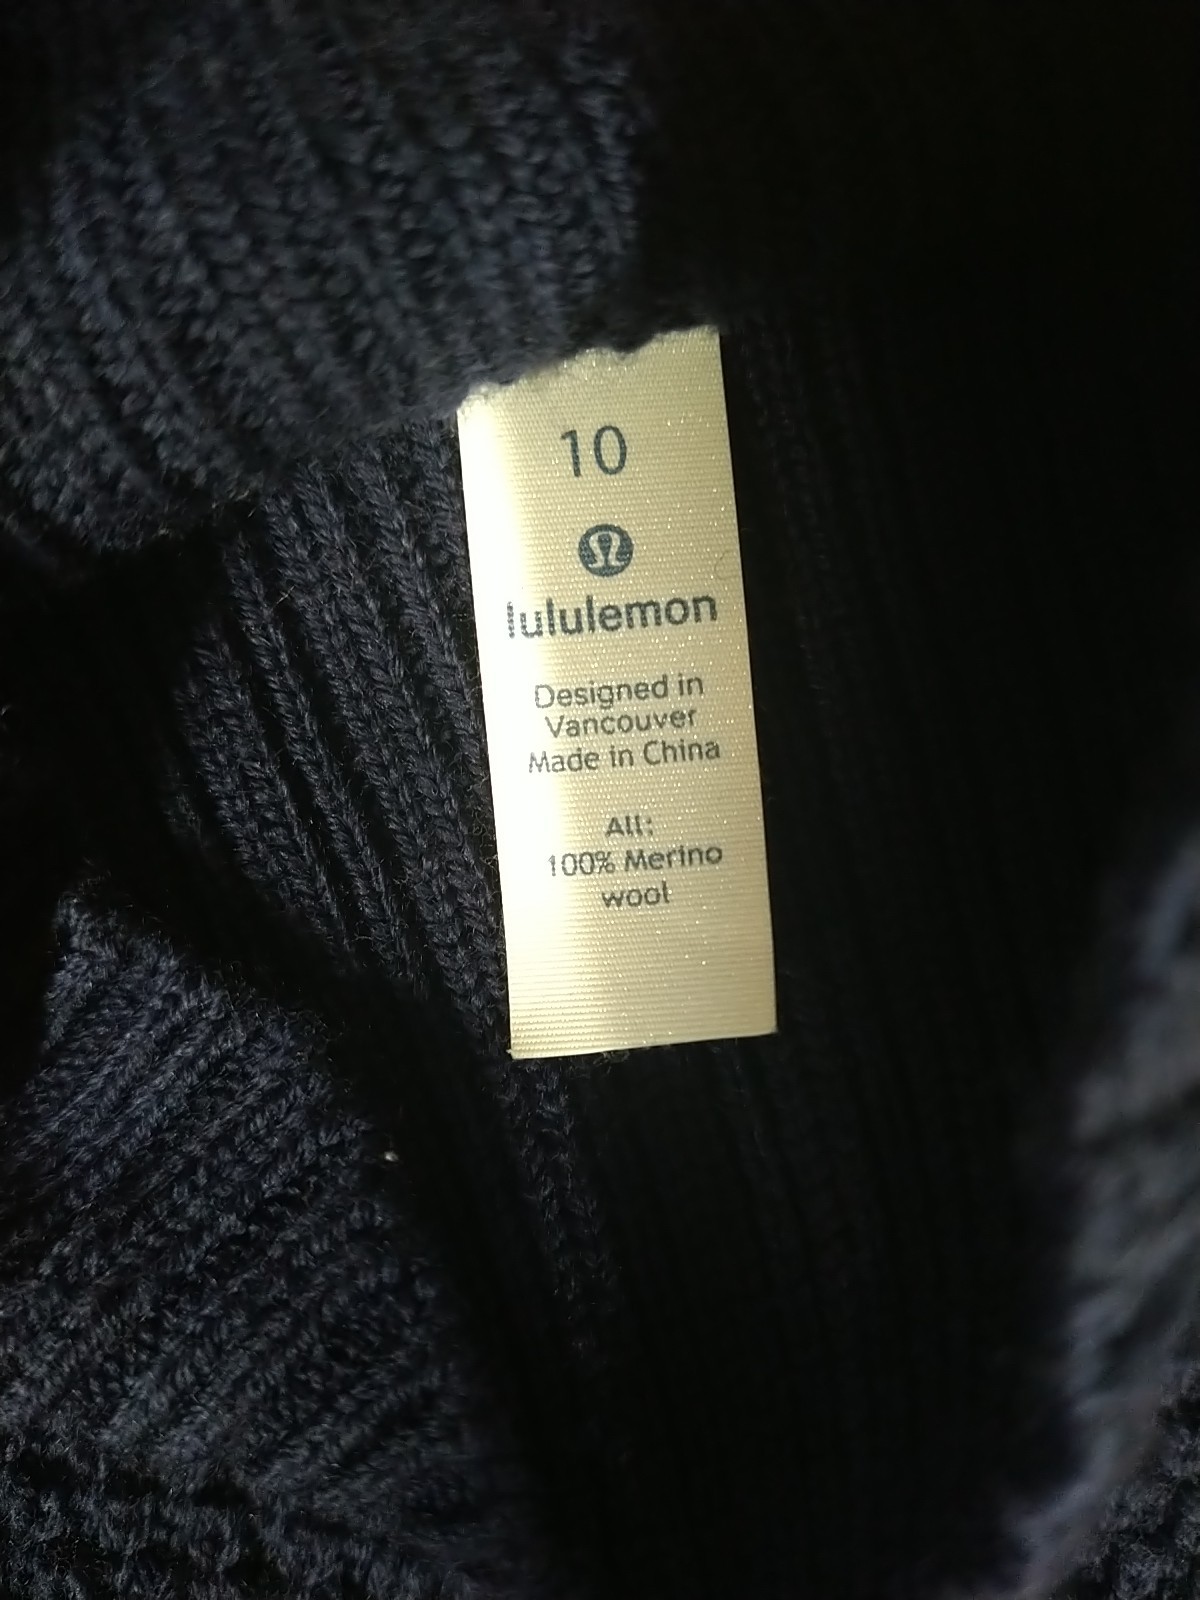 10
lululemon
Designed in
Vancouver
Made in China
All:
100% Merino
wool